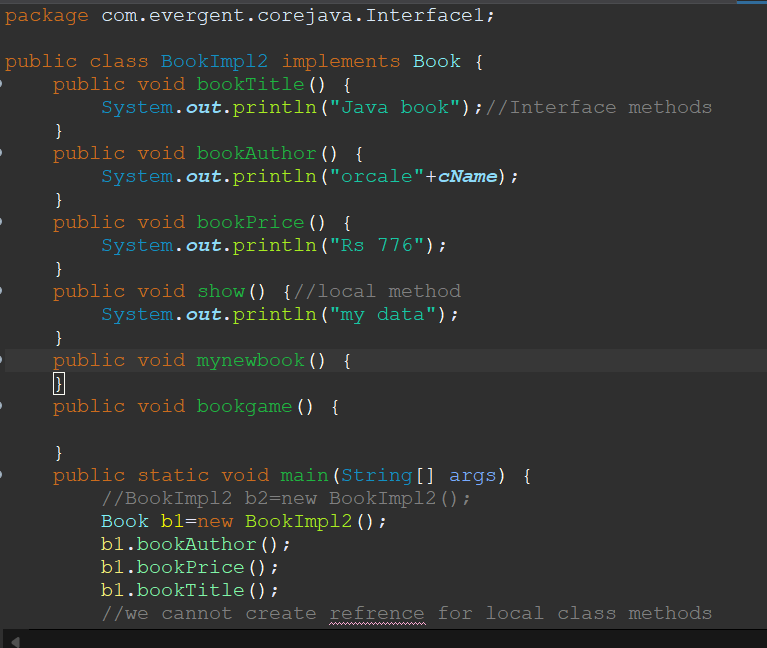 package com.evergent.corejava.Interface1;
public class BookImpl2 implements Book {
public void bookTitle() {
System.out.println("Java book");//Interface methods
}
public void bookAuthor() {
System.out.println("orcale"+cName);
}
public void bookPrice() {
System.out.println("Rs 776");
}
public void show() {//local method
System.out.println("my data");
}
public void mynewbook() {
}
public void bookgame() {
}
public static void main(String[] args) {
//BookImpl2 b2=new BookImpl2();
Book b1=new BookImpl2();
b1.bookAuthor();
b1.bookPrice();
b1.bookTitle();
//we cannot create refrence for local class methods